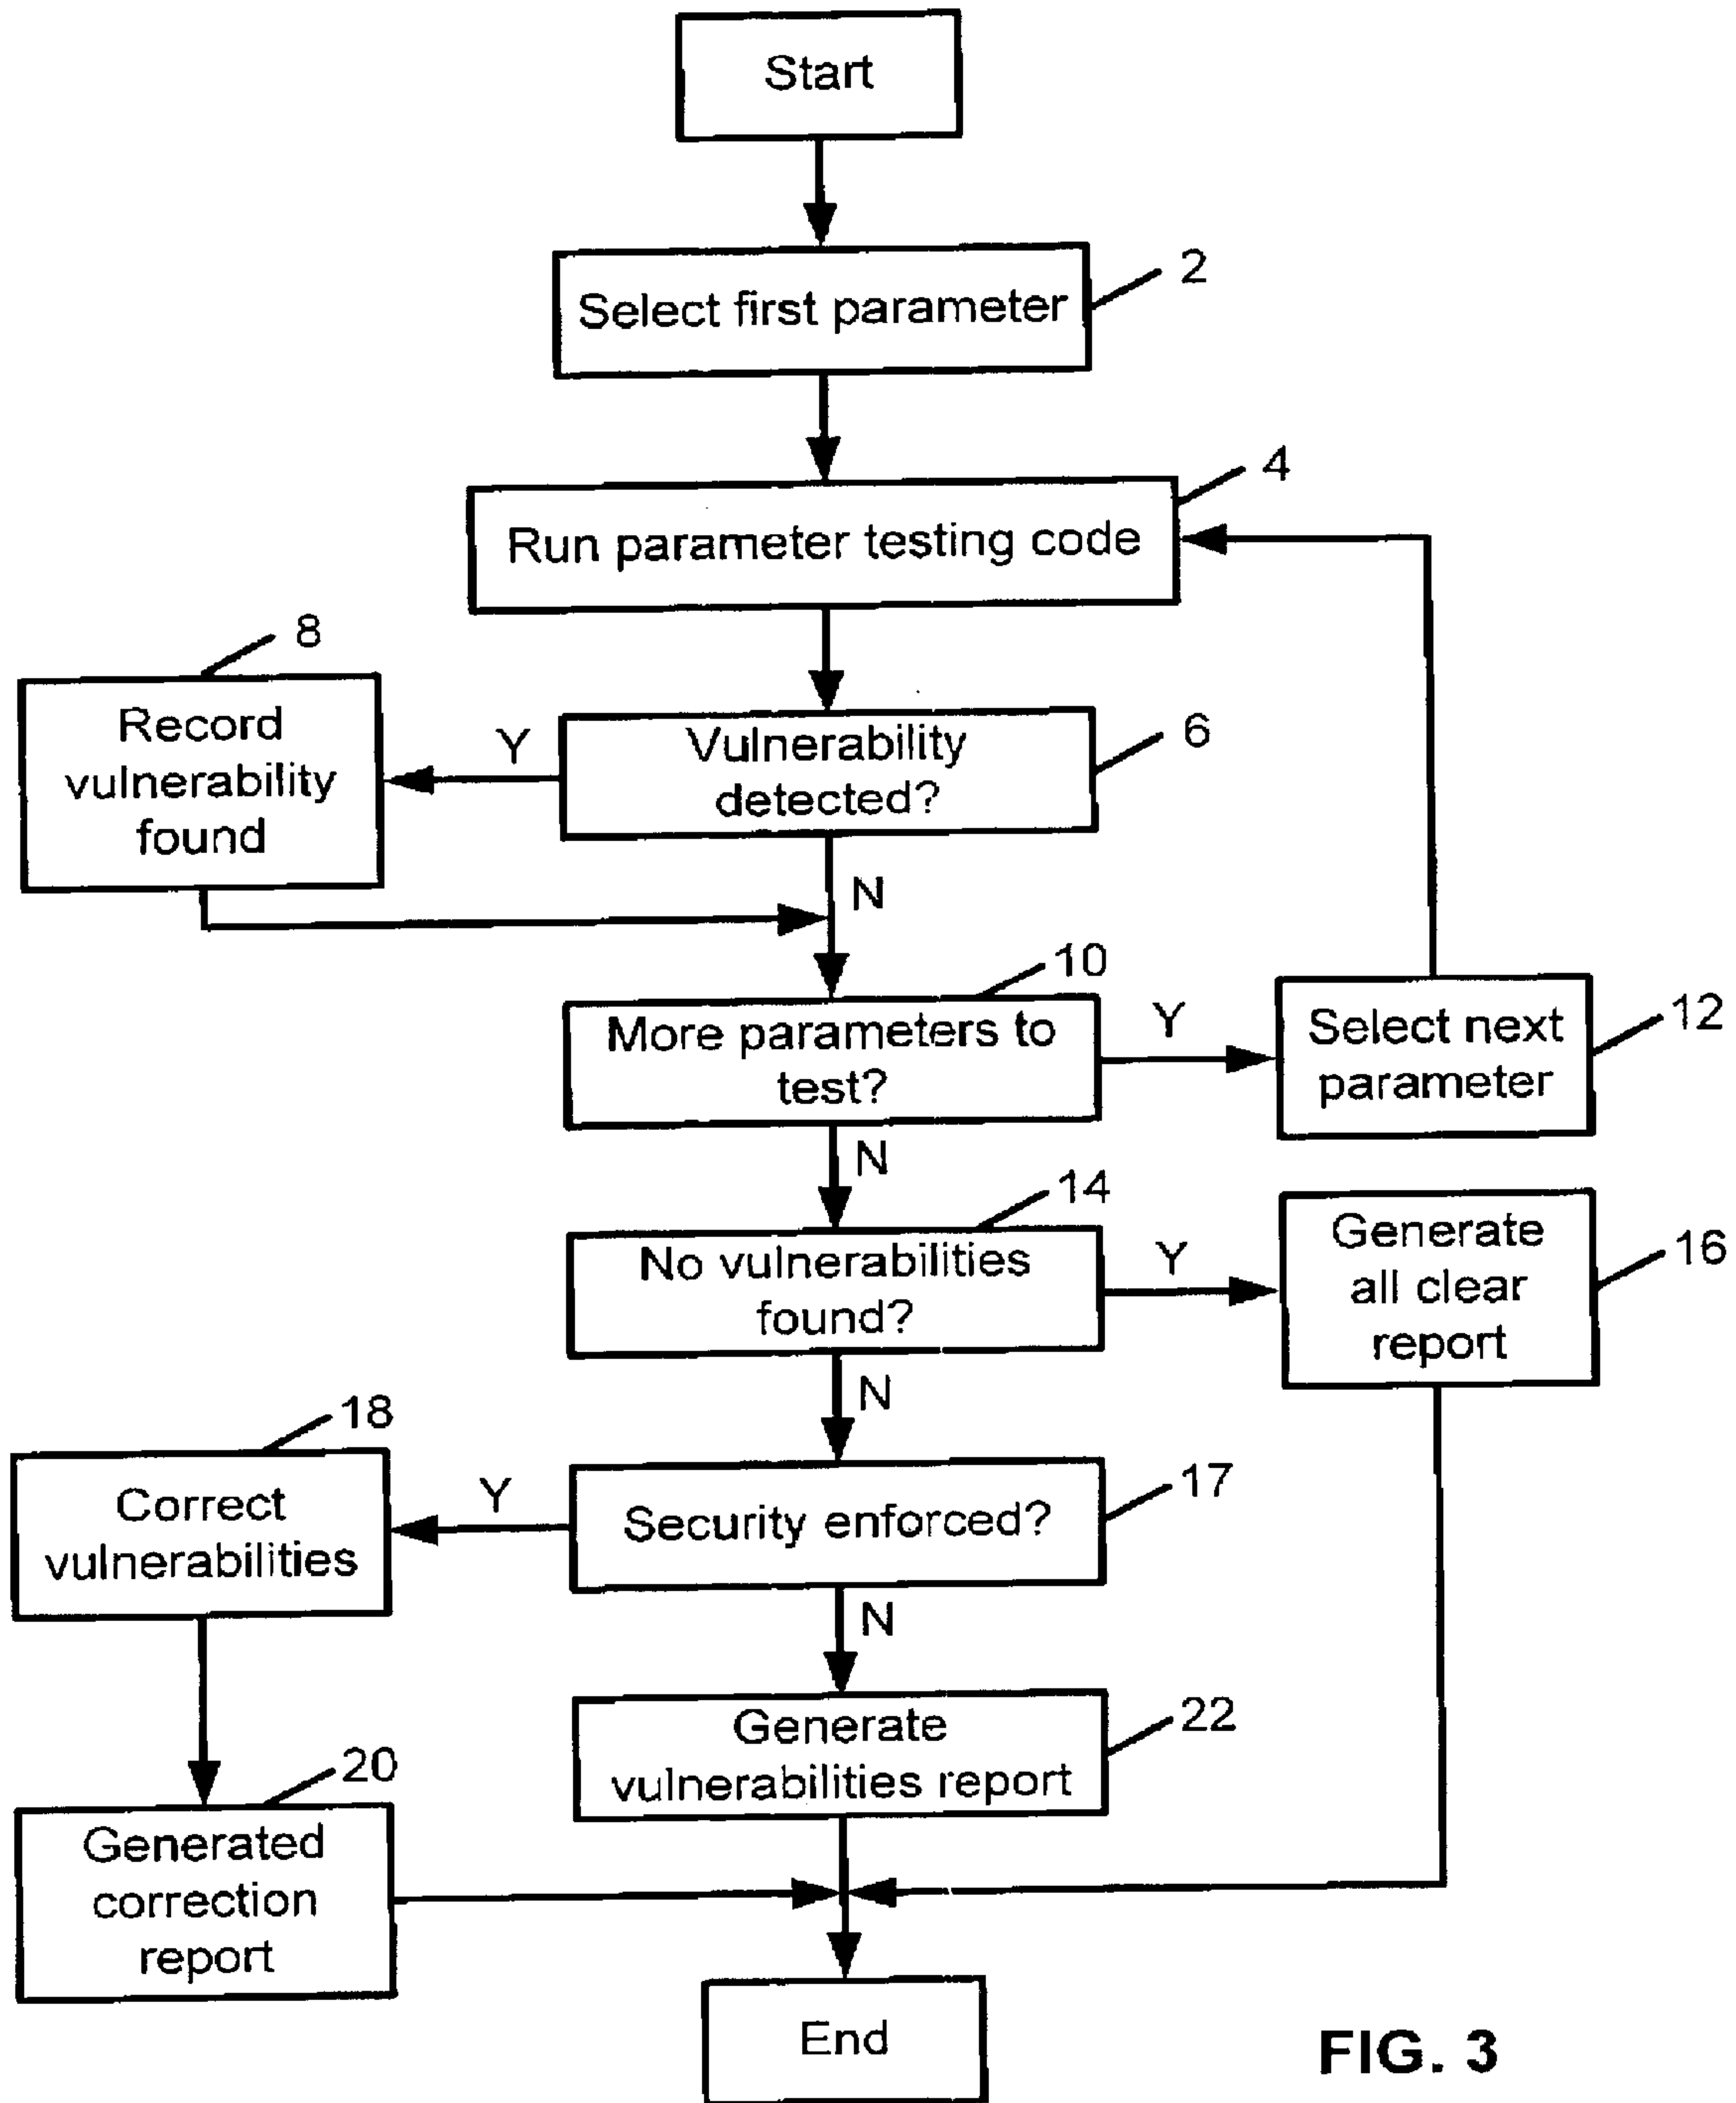 Start
2
Select first parameter
4
Run parameter testing code
8
Record
vulnerability
found
Y
Vulnerability
detected?
6
N
10
More parameters to
test?
Y
Select next
parameter
12
N
14
No vulnerabilities
found?
Y
Generate
all clear
report
16
N
18
Correct
vulnerabilities
Y
Security enforced?
17
N
Generate
vulnerabilities report
22
20
Generated
correction
report
End
FIG. 3